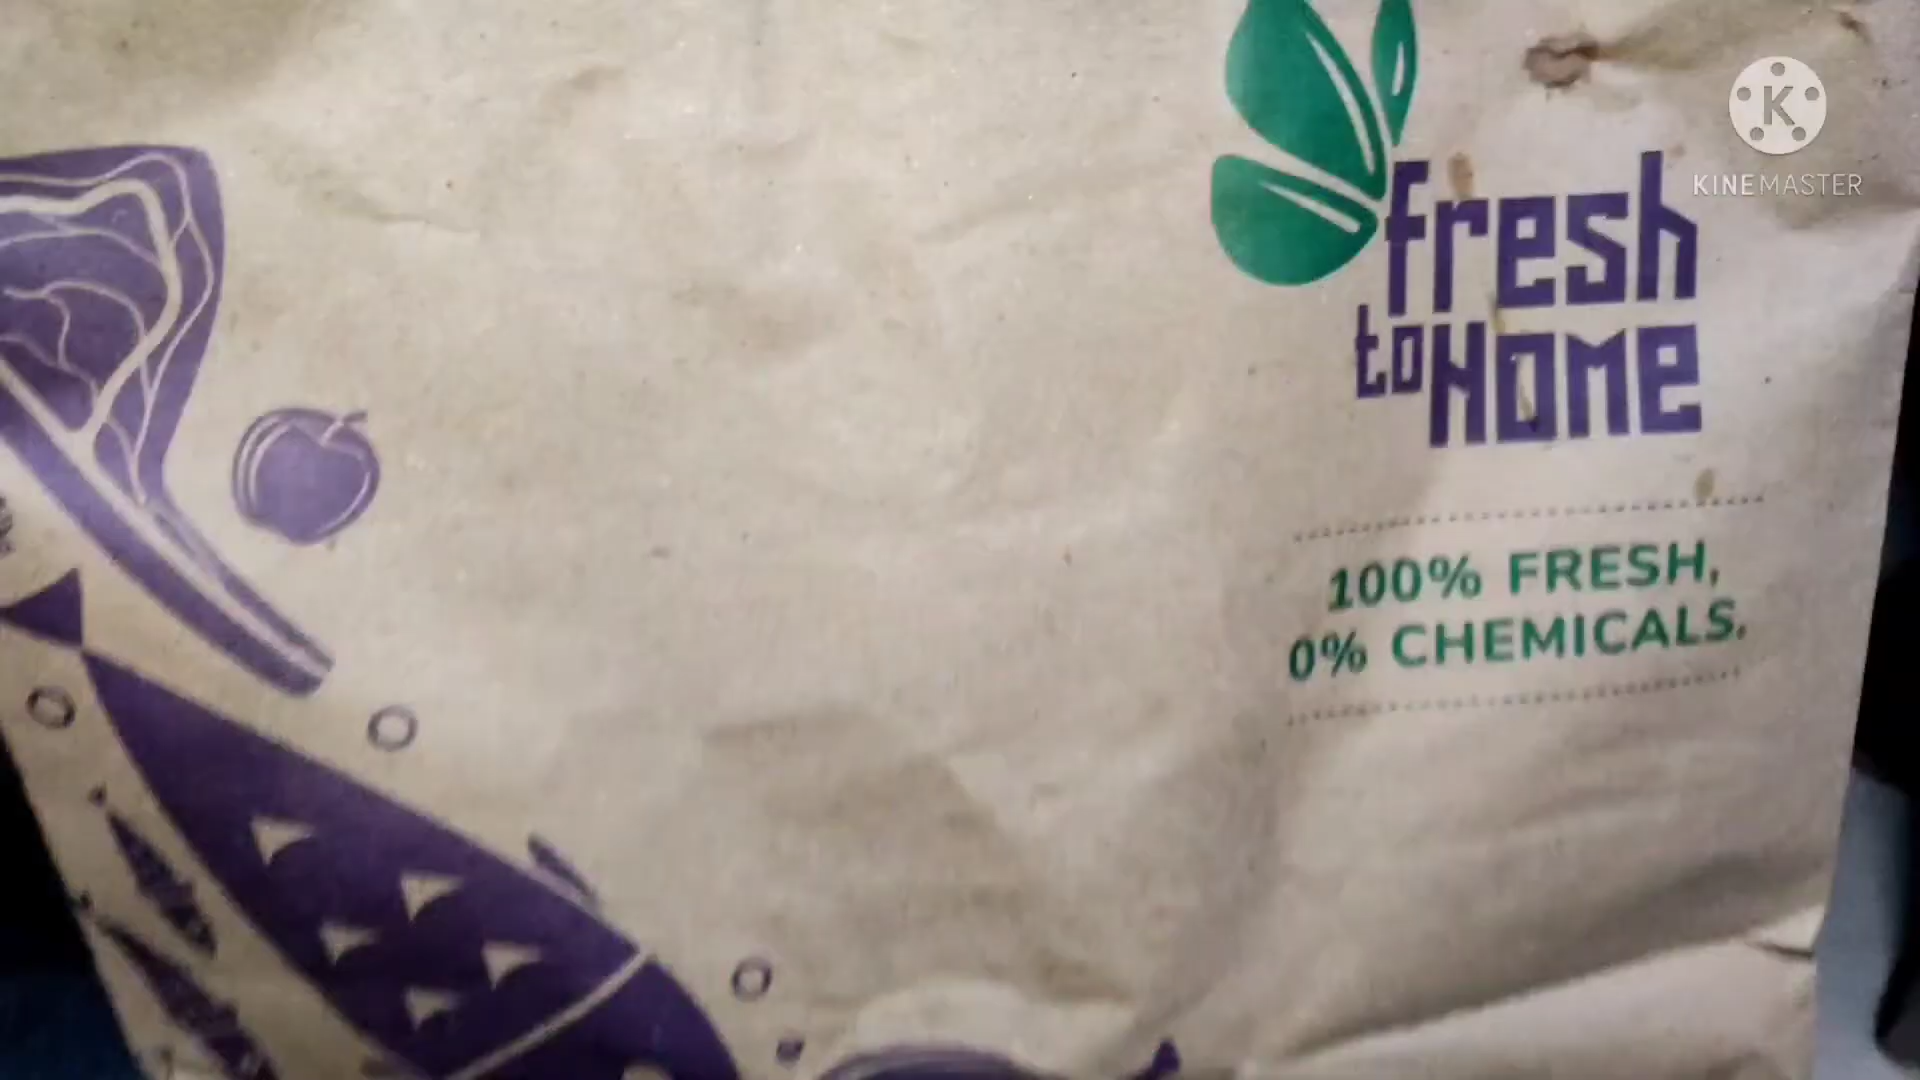 K
KINEMASTER
fresh
to HOME
100% FRESH,
0% CHEMICALS.